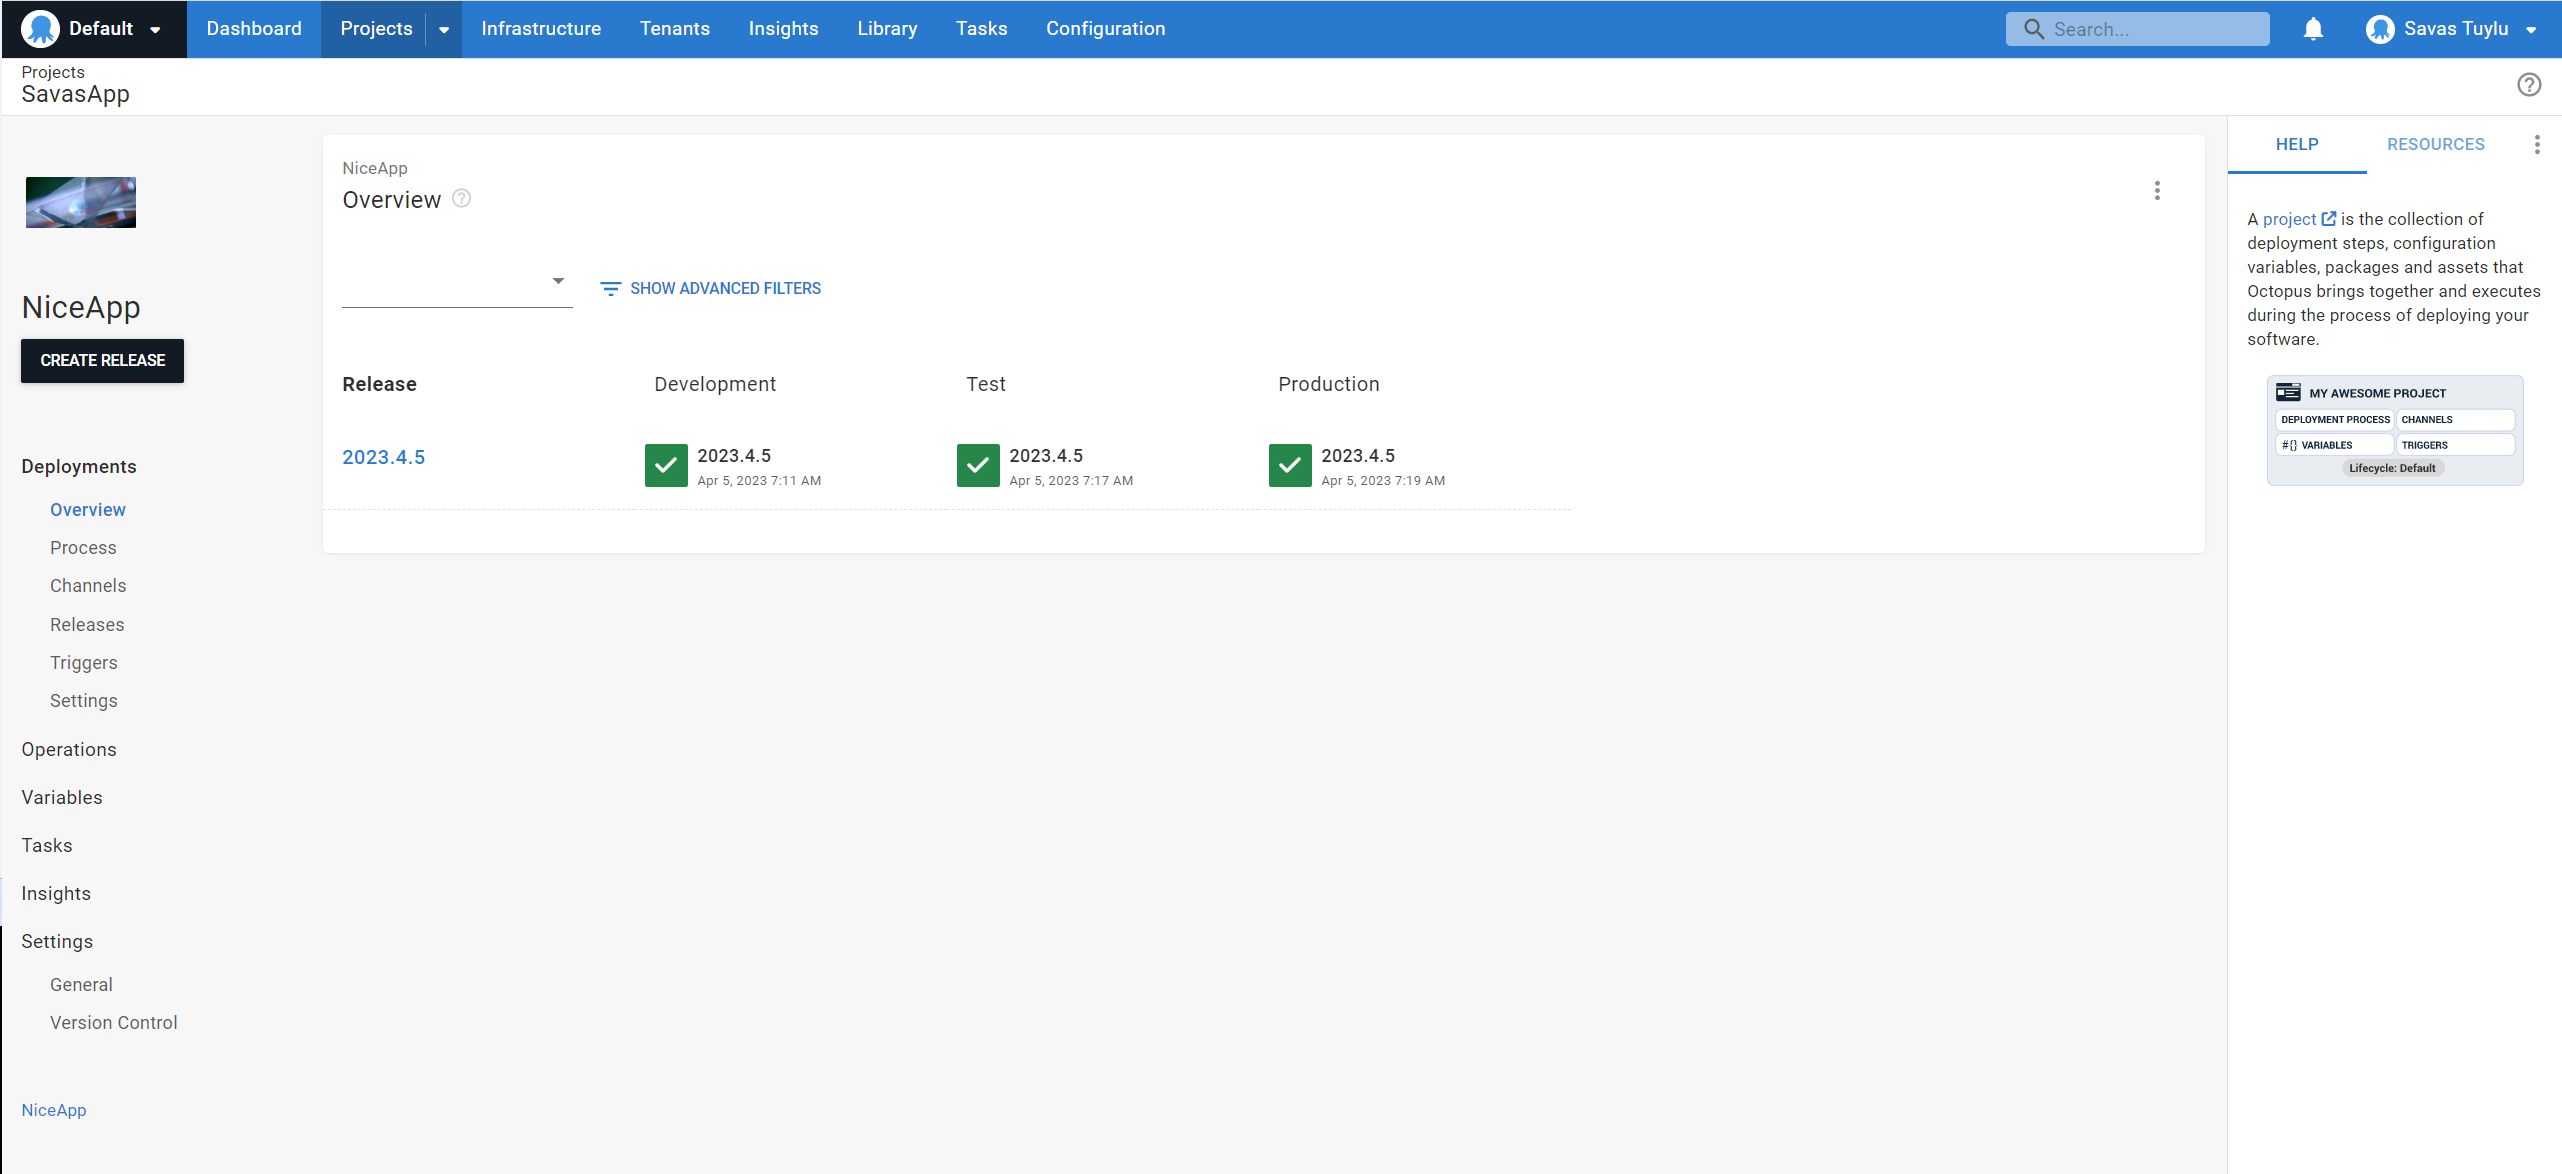 Default
Dashboard
Projects
Infrastructure
Tenants
Insights
Library
Tasks
Configuration
Search...
Savas Tuylu
Projects
SavasApp
NiceApp
CREATE RELEASE
Deployments
Overview
Process
Channels
Releases
Triggers
Settings
Operations
Variables
Tasks
Insights
Settings
General
Version Control
NiceApp
NiceApp
Overview
SHOW ADVANCED FILTERS
Release Development Test Production
2023.4.5 2023.4.5 2023.4.5 2023.4.5
Apr 5, 2023 7:11 AM Apr 5, 2023 7:17 AM Apr 5, 2023 7:19 AM
HELP RESOURCES
A project is the collection of
deployment steps, configuration
variables, packages and assets that
Octopus brings together and executes
during the process of deploying your
software.
MY AWESOME PROJECT
DEPLOYMENT PROCESS CHANNELS
#{} VARIABLES TRIGGERS
Lifecycle: Default